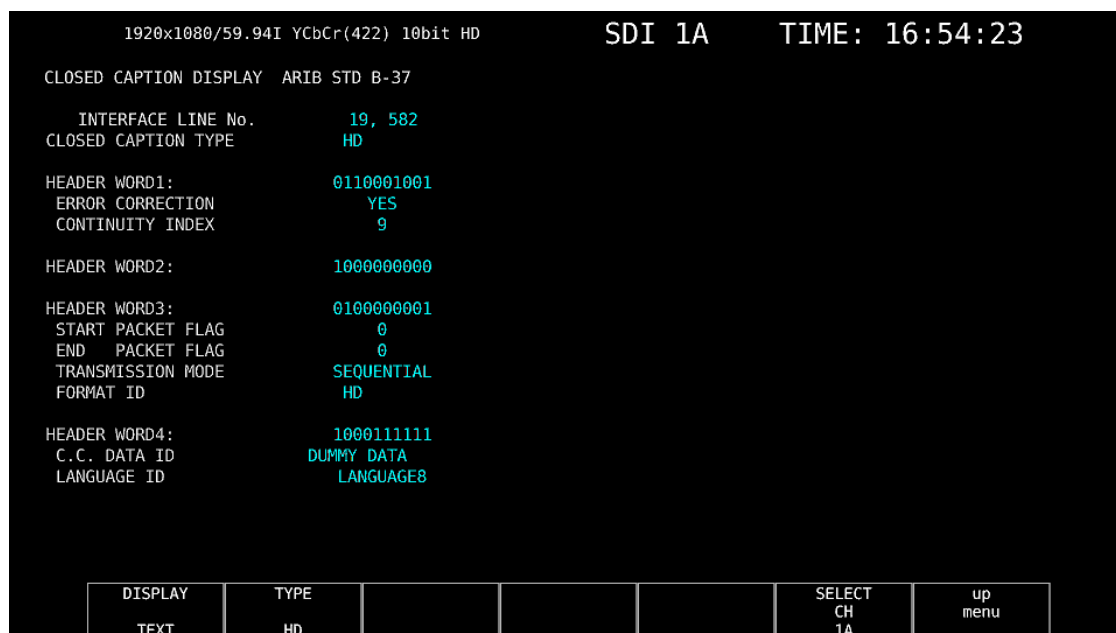 1920x1080/59.94I YCbCr(422) 10bit HD SDI 1A TIME: 16:54:23
CLOSED CAPTION DISPLAY ARIB STD B-37
INTERFACE LINE No. 19, 582
CLOSED CAPTION TYPE HD
HEADER WORD1: 0110001001
ERROR CORRECTION YES
CONTINUITY INDEX 9
HEADER WORD2: 1000000000
HEADER WORD3: 0100000001
START PACKET FLAG 0
END PACKET FLAG 0
TRANSMISSION MODE SEQUENTIAL
FORMAT ID HD
HEADER WORD4: 1000111111
C.C. DATA ID DUMMY DATA
LANGUAGE ID LANGUAGE8
DISPLAY TYPE SELECT up
CH menu
TEXT HD 1A